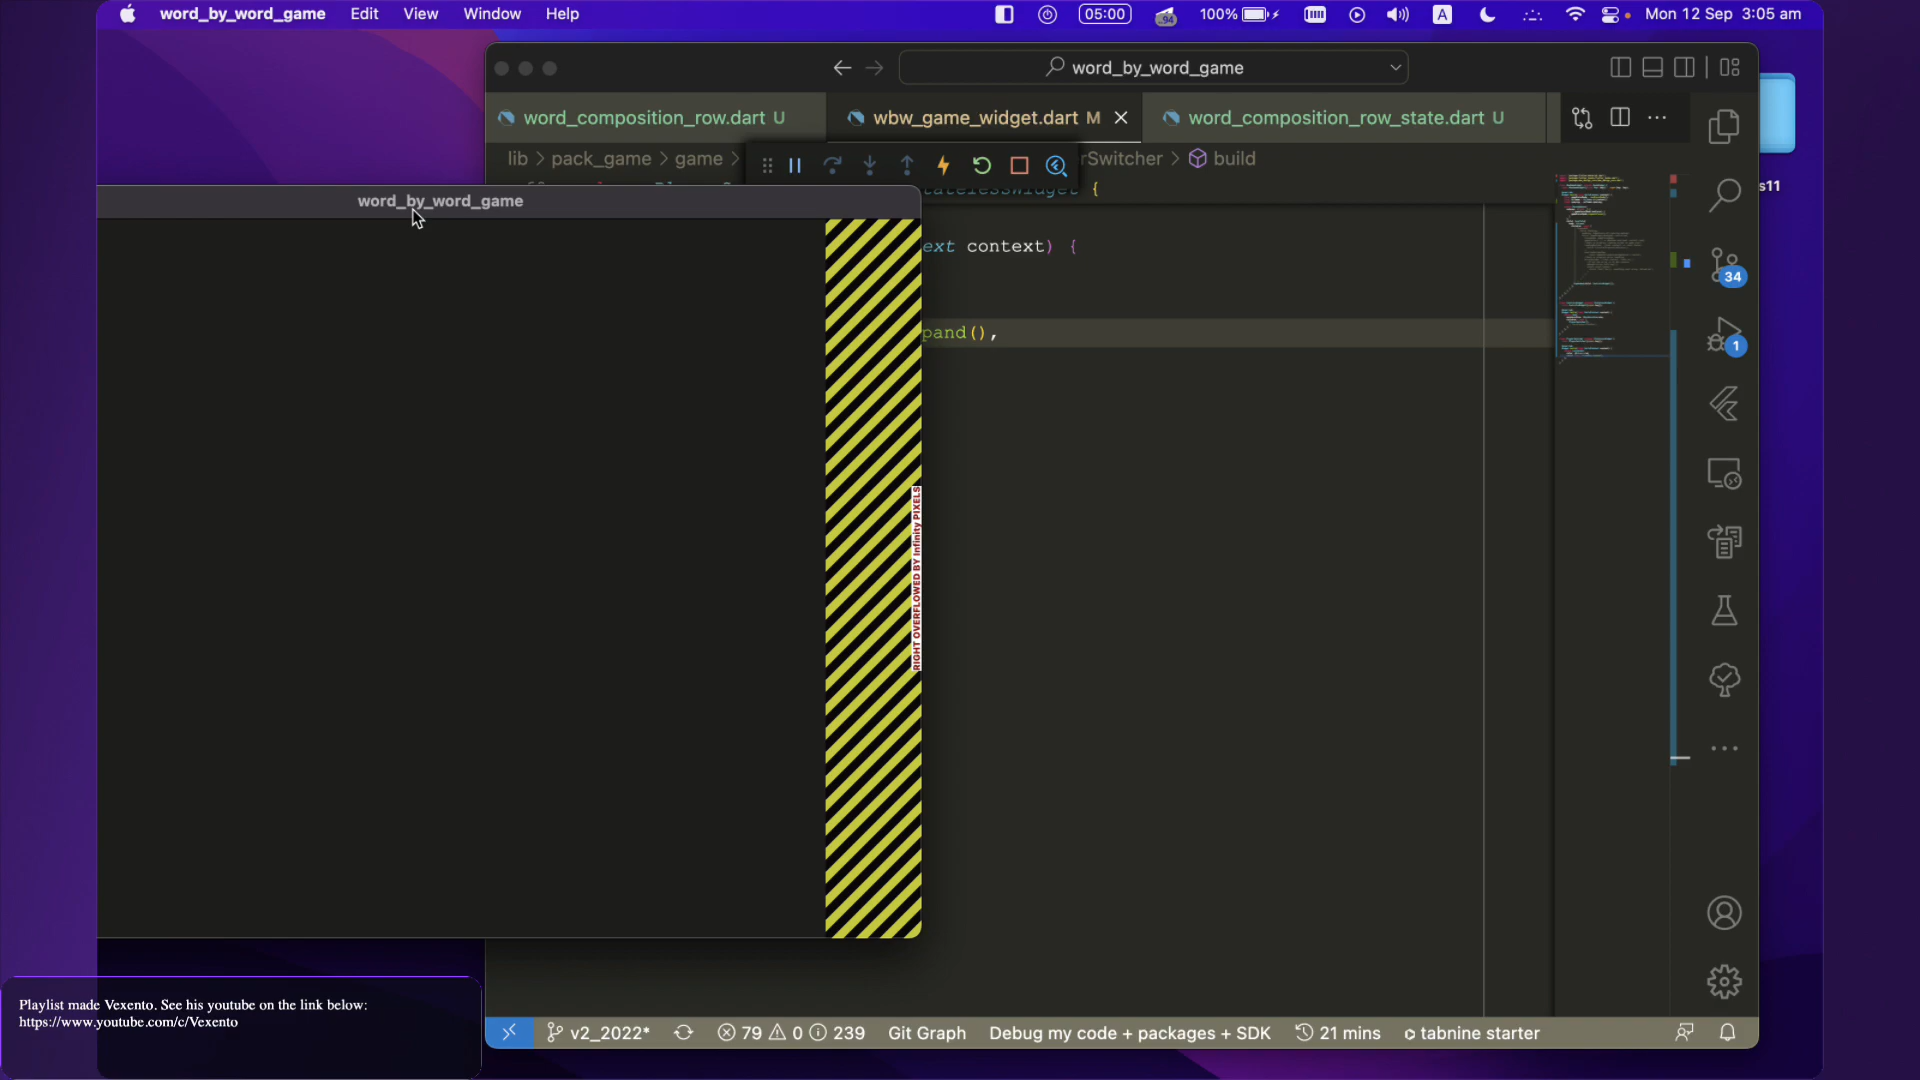 word_by_word_game Edit View Window Help 05:00 94 100% A Mon 12 Sep 3:05 am
word_by_word_game
word_composition_row.dart U wbw_game_widget.dart M word_composition_row_state.dart U
lib > pack_game > game > rSwitcher > build
statelessWidget {
s11
word_by_word_game
ext context) {
34
pand(),
1
RIGHT OVERFLOWED BY Infinity PIXELS
Playlist made Vexento. See his youtube on the link below:
https://www.youtube.com/c/Vexento
v2_2022* 79 0 239 Git Graph Debug my code + packages + SDK 21 mins tabnine starter